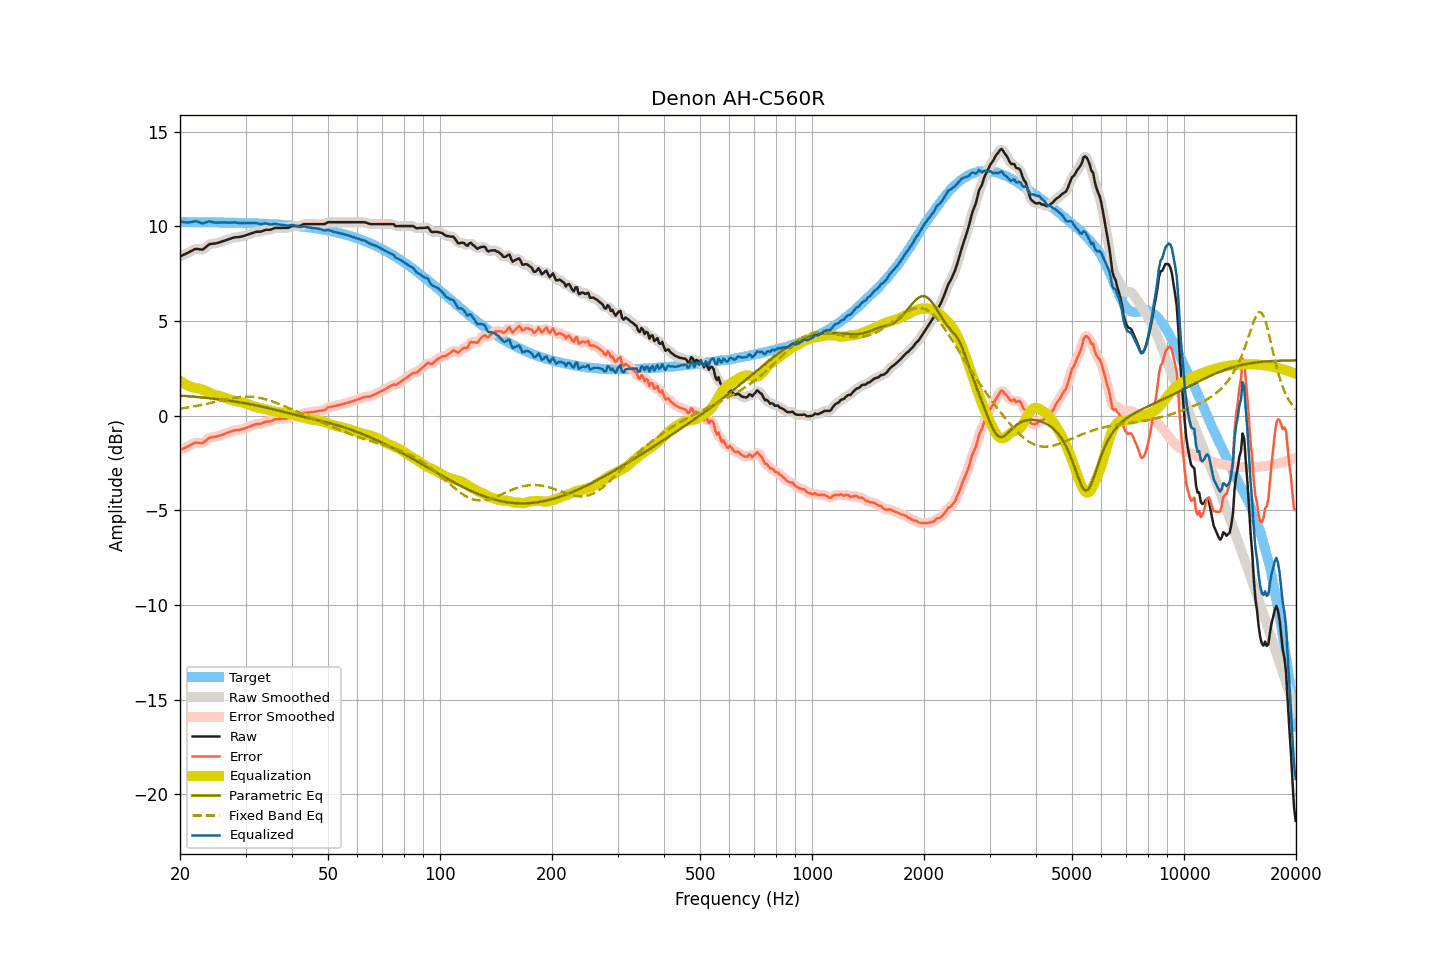 Denon AH-C560R
15
10
5
0
−5
−10
−15
−20
Amplitude (dBr)
Target
Raw Smoothed
Error Smoothed
Raw
Error
Equalization
Parametric Eq
Fixed Band Eq
Equalized
20 50 100 200 500 1000 2000 5000 10000 20000
Frequency (Hz)